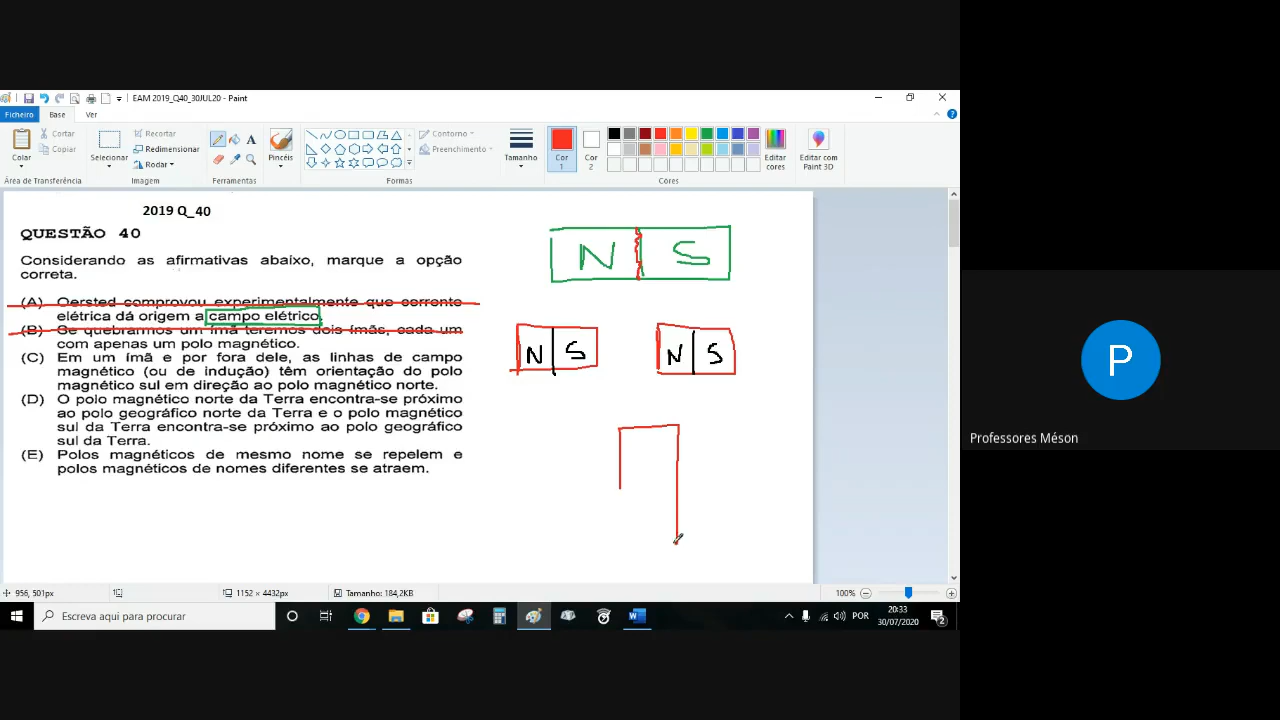 EAM 2019_Q40_30JUL20 - Paint
Ficheiro Base Ver
Colar
Cortar
Copiar
Área de Transferência
Selecionar
Recortar
Redimensionar
Rodar
Imagem
A
Ferramentas
Pincéis
Contorno
Preenchimento
Formas
Tamanho
Cor 1
Cor 2
Editar cores
Editar com Paint 3D
Cores
2019 Q_40
QUESTÃO 40
Considerando as afirmativas abaixo, marque a opção
correta.
(A) Oersted comprovou experimentalmente que corrente
elétrica dá origem a campo elétrico.
(B) Se quebrarmos um ímã teremos dois ímãs, cada um
com apenas um polo magnético.
(C) Em um ímã e por fora dele, as linhas de campo
magnético (ou de indução) têm orientação do polo
magnético sul em direção ao polo magnético norte.
(D) O polo magnético norte da Terra encontra-se próximo
ao polo geográfico norte da Terra e o polo magnético
sul da Terra encontra-se próximo ao polo geográfico
sul da Terra.
(E) Polos magnéticos de mesmo nome se repelem e
polos magnéticos de nomes diferentes se atraem.
N S
N S N S
956, 501px
1152 × 4432px
Tamanho: 184,2KB
100%
Escreva aqui para procurar
POR
20:33
30/07/2020
2
P
Professores Méson